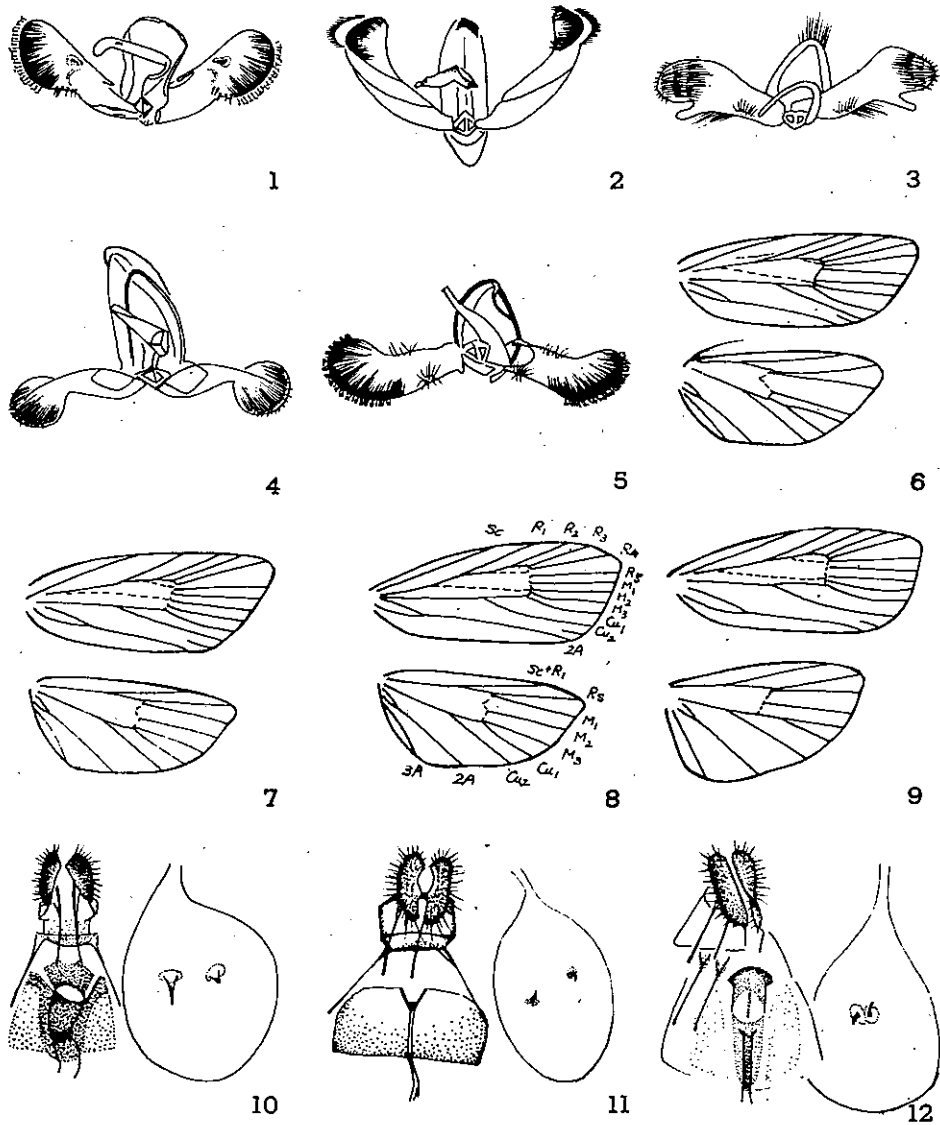 1
2
3
4
5
6
7
Sc R₁ R₂ R₃ R₄
R₅
M₁
M₂
M₃
Cu₁
Cu₂
2A
Sc+R₁
Rs
M₁
M₂
M₃
Cu₁
Cu₂
2A
3A
8
9
10
11
12